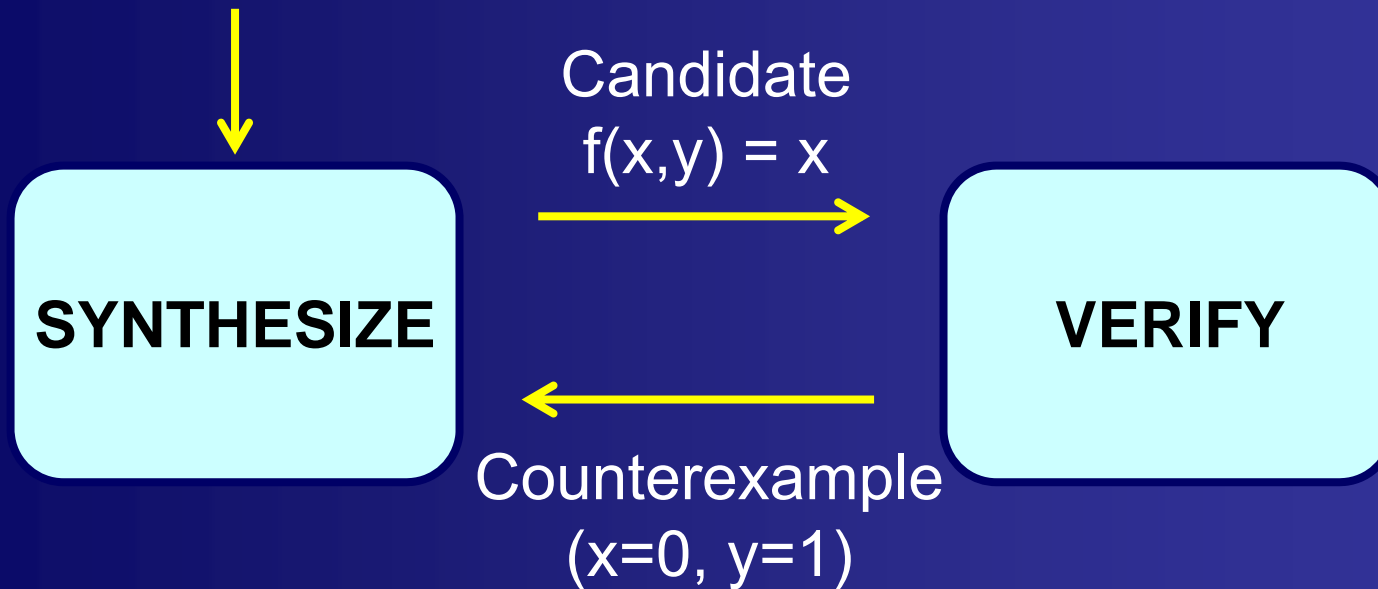 Candidate
f(x,y) = x
SYNTHESIZE
VERIFY
Counterexample
(x=0, y=1)